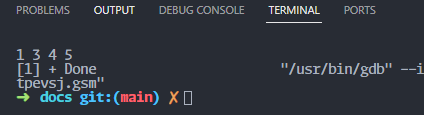 PROBLEMS OUTPUT DEBUG CONSOLE TERMINAL PORTS
1 3 4 5
[1] + Done "/usr/bin/gdb" --i
tpevsj.gsm"
➜ docs git:(main) ✗